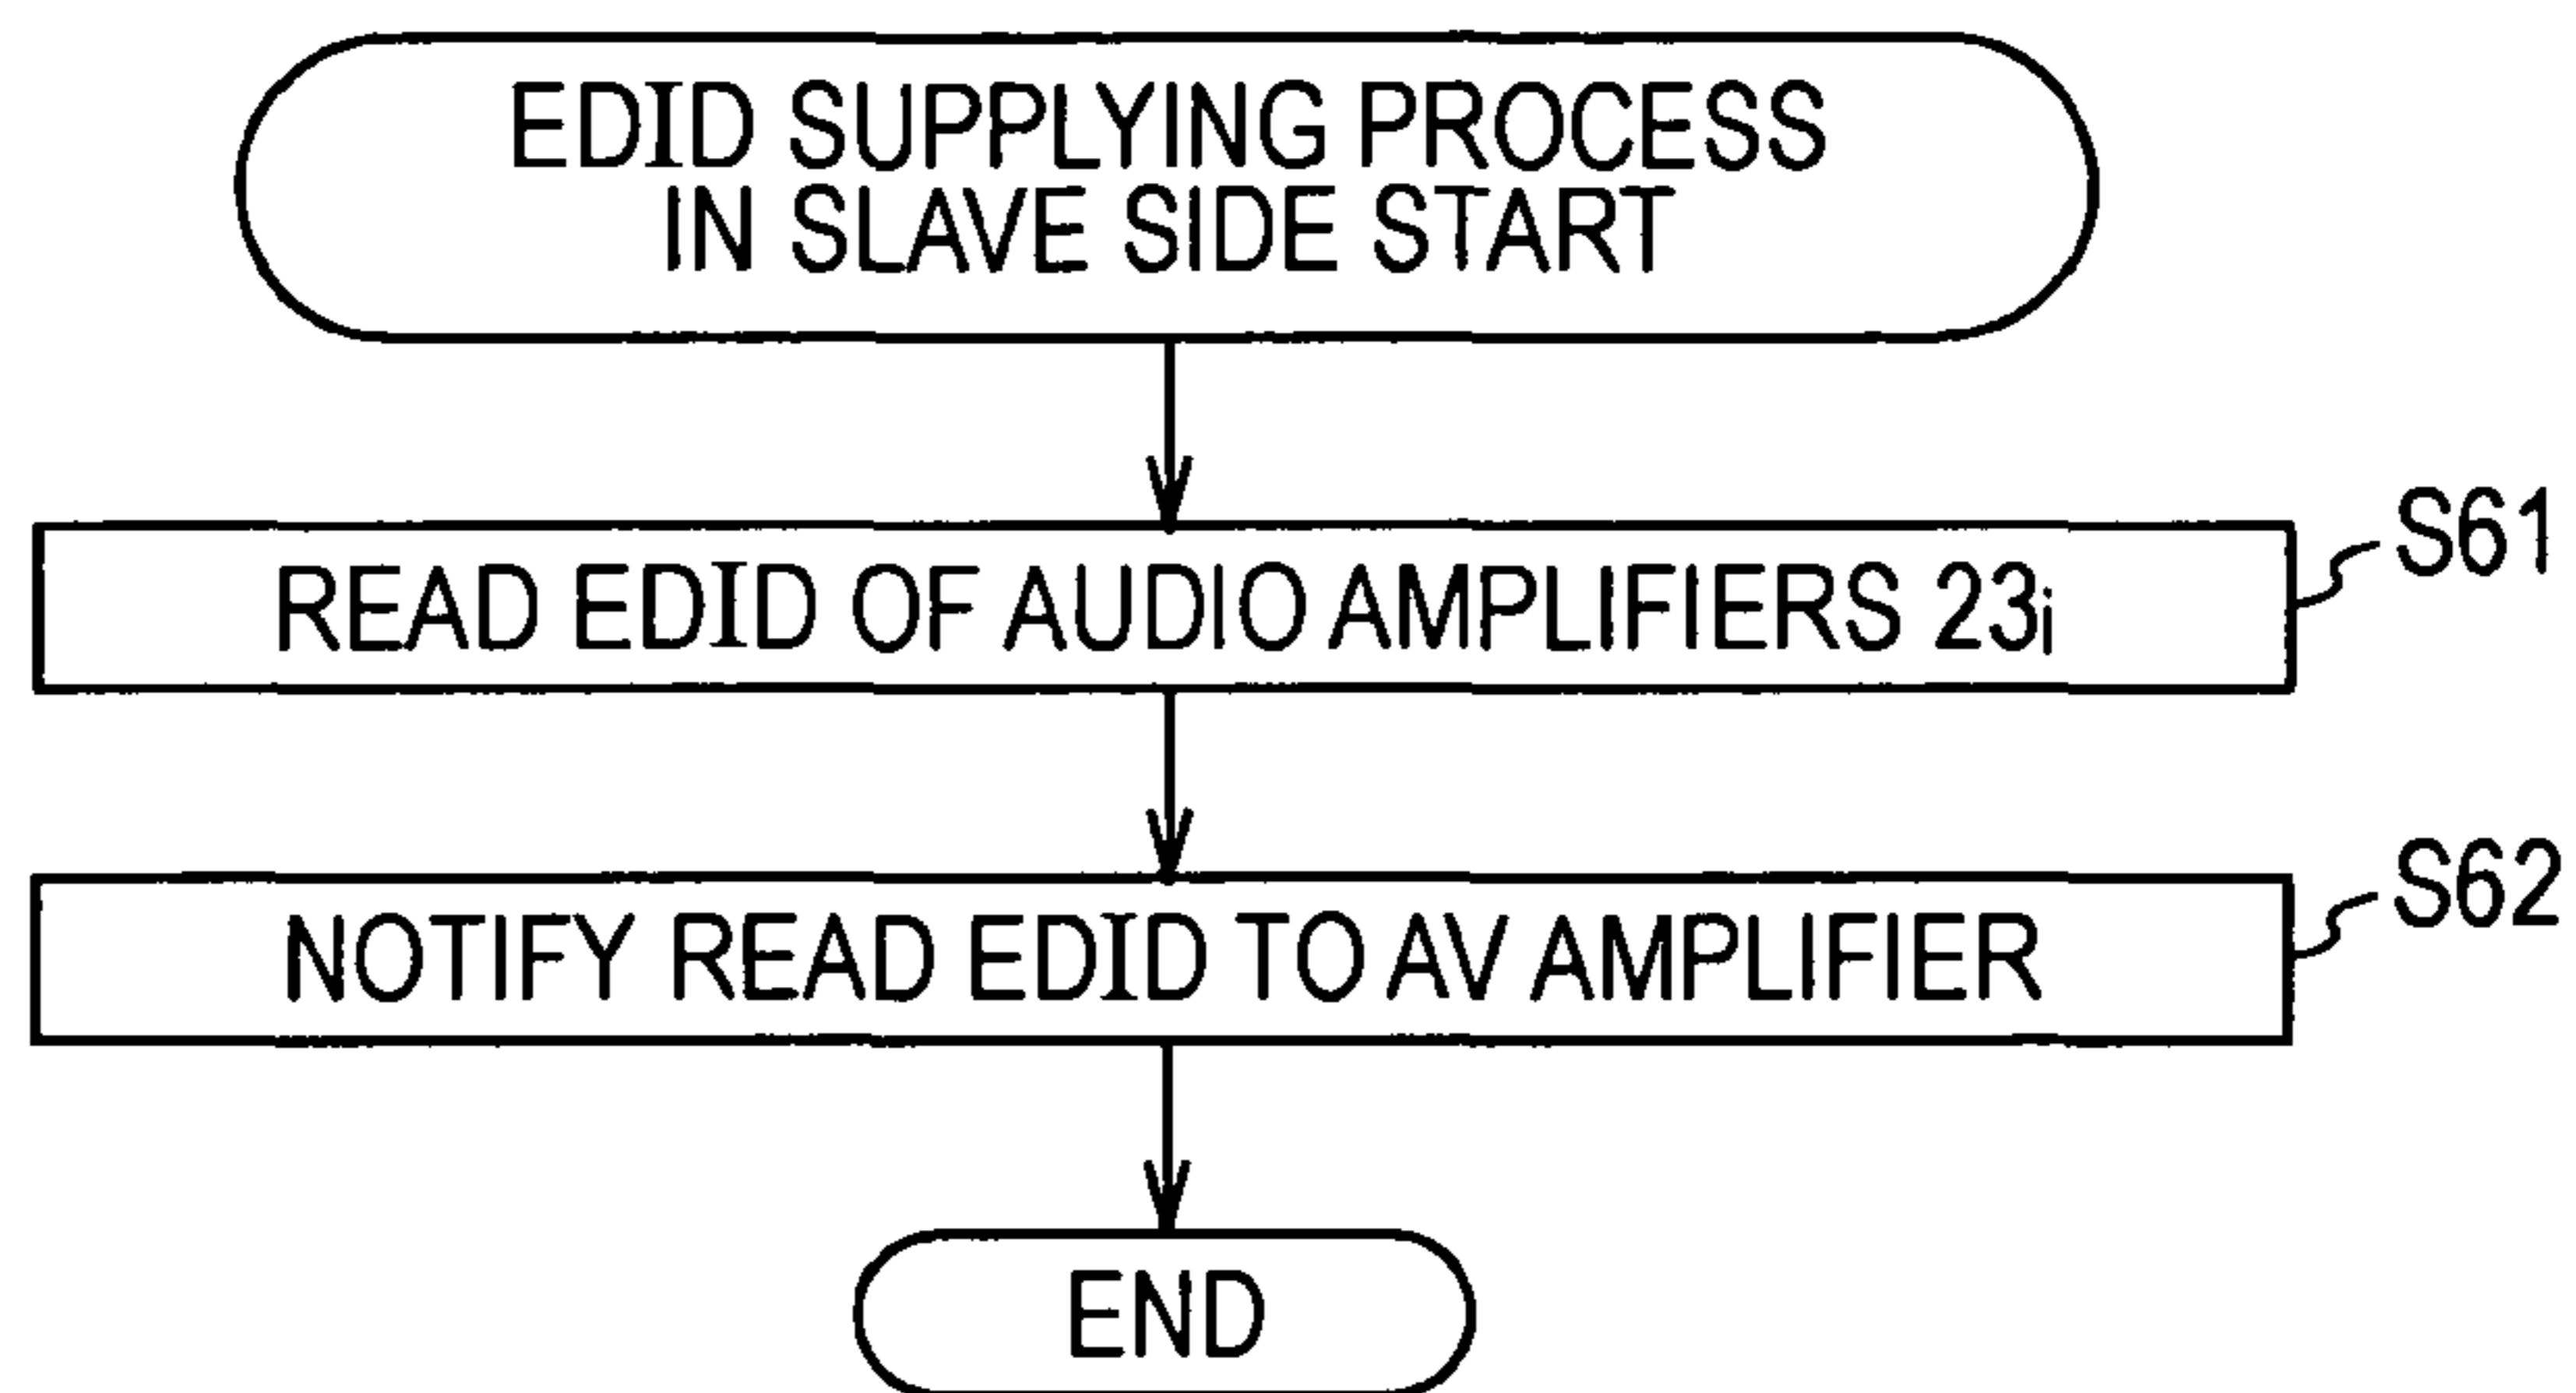 EDID SUPPLYING PROCESS
IN SLAVE SIDE START
READ EDID OF AUDIO AMPLIFIERS 23i
S61
NOTIFY READ EDID TO AV AMPLIFIER
S62
END